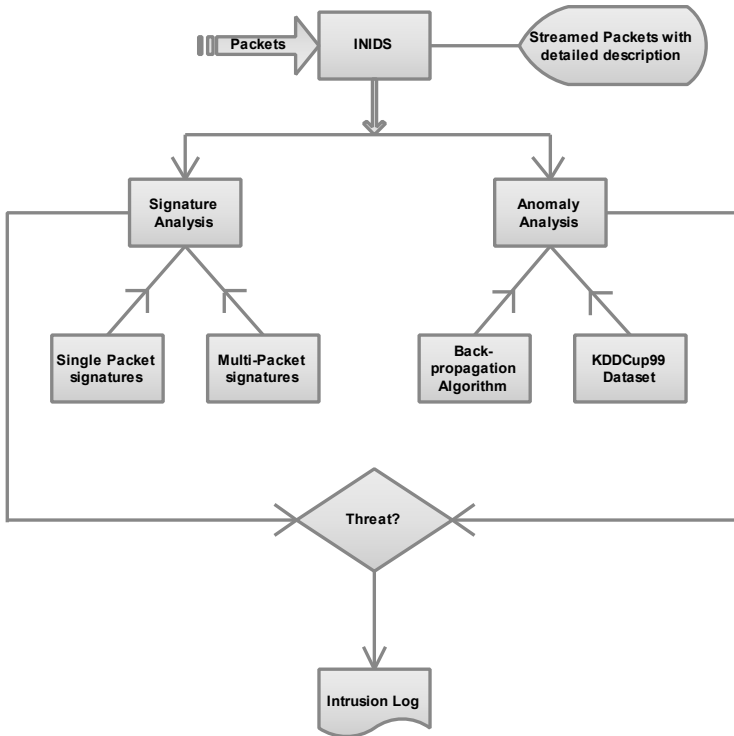 Packets
INIDS
Streamed Packets with
detailed description
Signature
Analysis
Anomaly
Analysis
Single Packet
signatures
Multi-Packet
signatures
Back-
propagation
Algorithm
KDDCup99
Dataset
Threat?
Intrusion Log